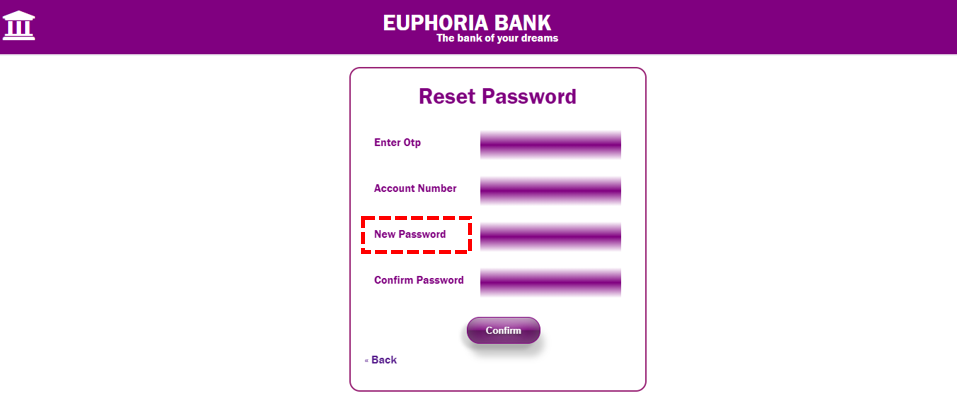 EUPHORIA BANK
The bank of your dreams
Reset Password
Enter Otp
Account Number
New Password
Confirm Password
Confirm
Back